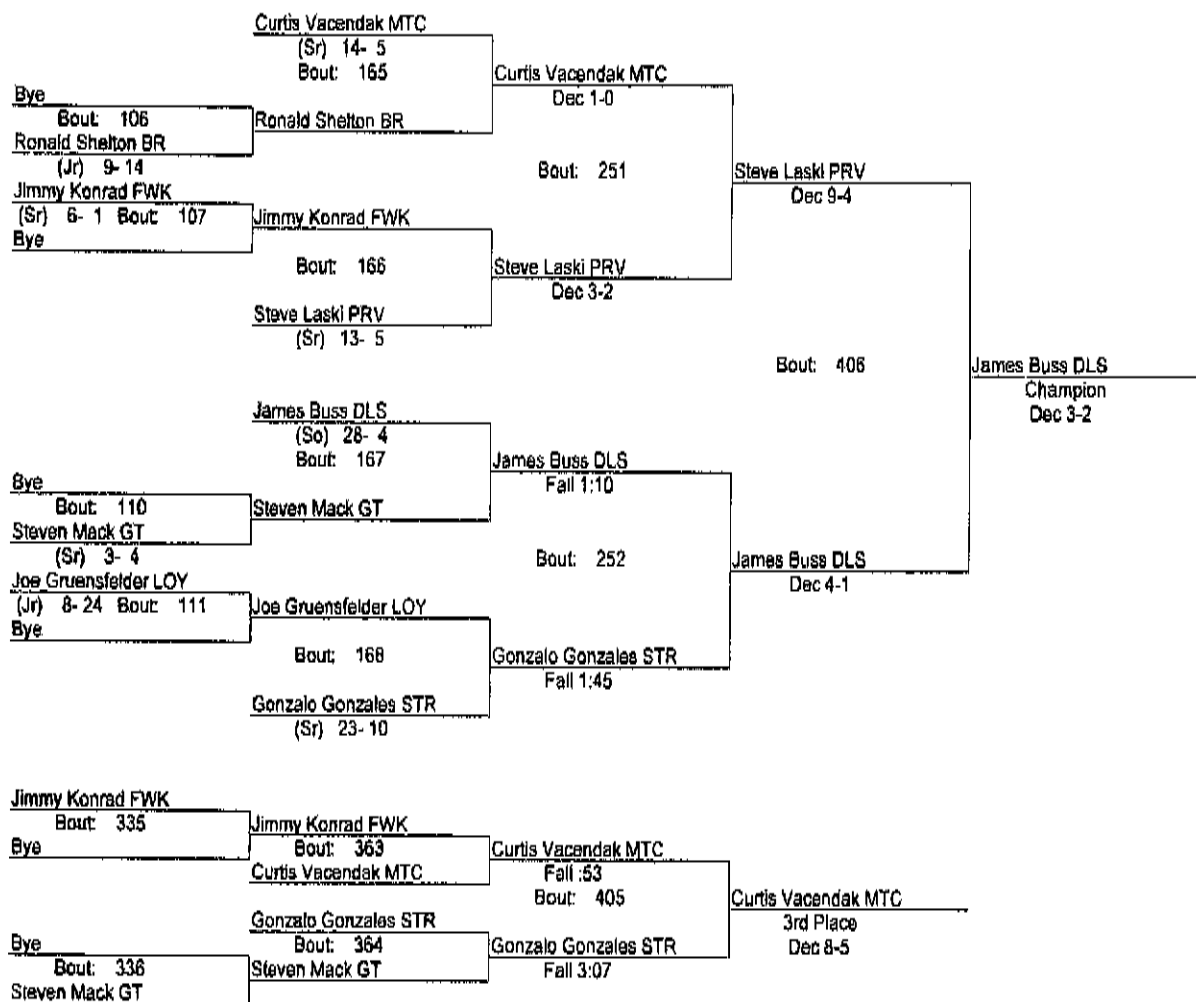 Curtis Vacendak MTC
(Sr) 14- 5
Bout: 165
Curtis Vacendak MTC
Dec 1-0
Bye
Bout: 106
Ronald Shelton BR
Ronald Shelton BR
(Jr) 9- 14
Bout: 251
Steve Laski PRV
Dec 9-4
Jimmy Konrad FWK
(Sr) 6- 1 Bout: 107
Jimmy Konrad FWK
Bye
Bout: 166
Steve Laski PRV
Dec 3-2
Steve Laski PRV
(Sr) 13- 5
Bout: 406
James Buss DLS
Champion
Dec 3-2
James Buss DLS
(So) 28- 4
Bout: 167
James Buss DLS
Fall 1:10
Bye
Bout: 110
Steven Mack GT
Steven Mack GT
(Sr) 3- 4
Bout: 252
James Buss DLS
Dec 4-1
Joe Gruensfelder LOY
(Jr) 8- 24 Bout: 111
Joe Gruensfelder LOY
Bye
Bout: 168
Gonzalo Gonzales STR
Fall 1:45
Gonzalo Gonzales STR
(Sr) 23- 10
Jimmy Konrad FWK
Bout: 335
Jimmy Konrad FWK
Bye
Bout: 363
Curtis Vacendak MTC
Curtis Vacendak MTC
Fall :53
Bout: 405
Curtis Vacendak MTC
3rd Place
Dec 8-5
Gonzalo Gonzales STR
Bye
Bout: 364
Gonzalo Gonzales STR
Fall 3:07
Bout: 336
Steven Mack GT
Steven Mack GT